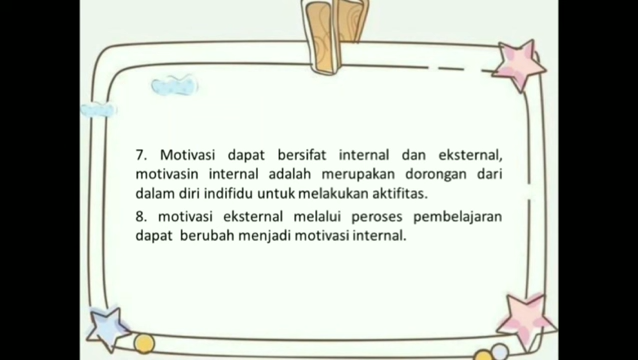 7. Motivasi dapat bersifat internal dan eksternal,
motivasin internal adalah merupakan dorongan dari
dalam diri indifidu untuk melakukan aktifitas.
8. motivasi eksternal melalui peroses pembelajaran
dapat berubah menjadi motivasi internal.